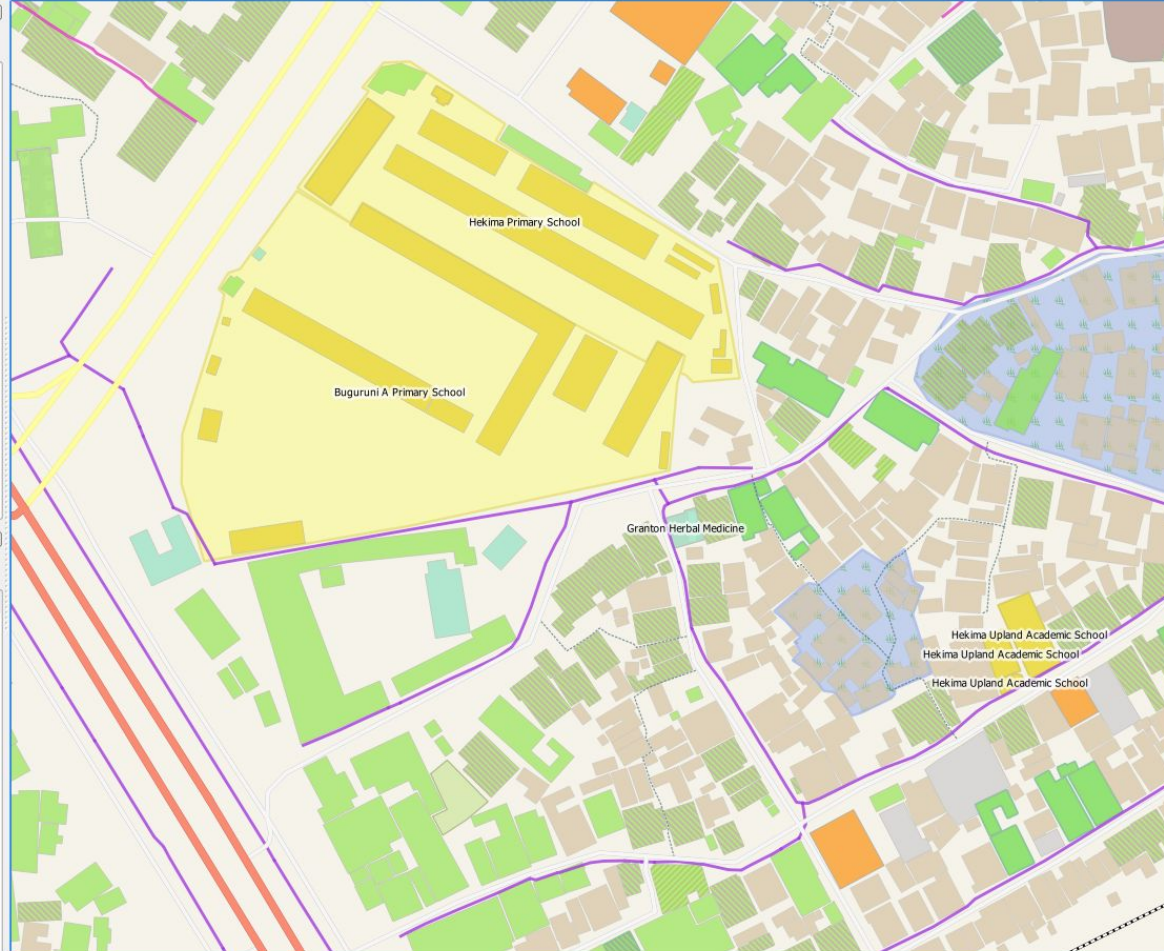 Hekima Primary School
Buguruni A Primary School
Granton Herbal Medicine
Hekima Upland Academic School
Hekima Upland Academic School
Hekima Upland Academic School